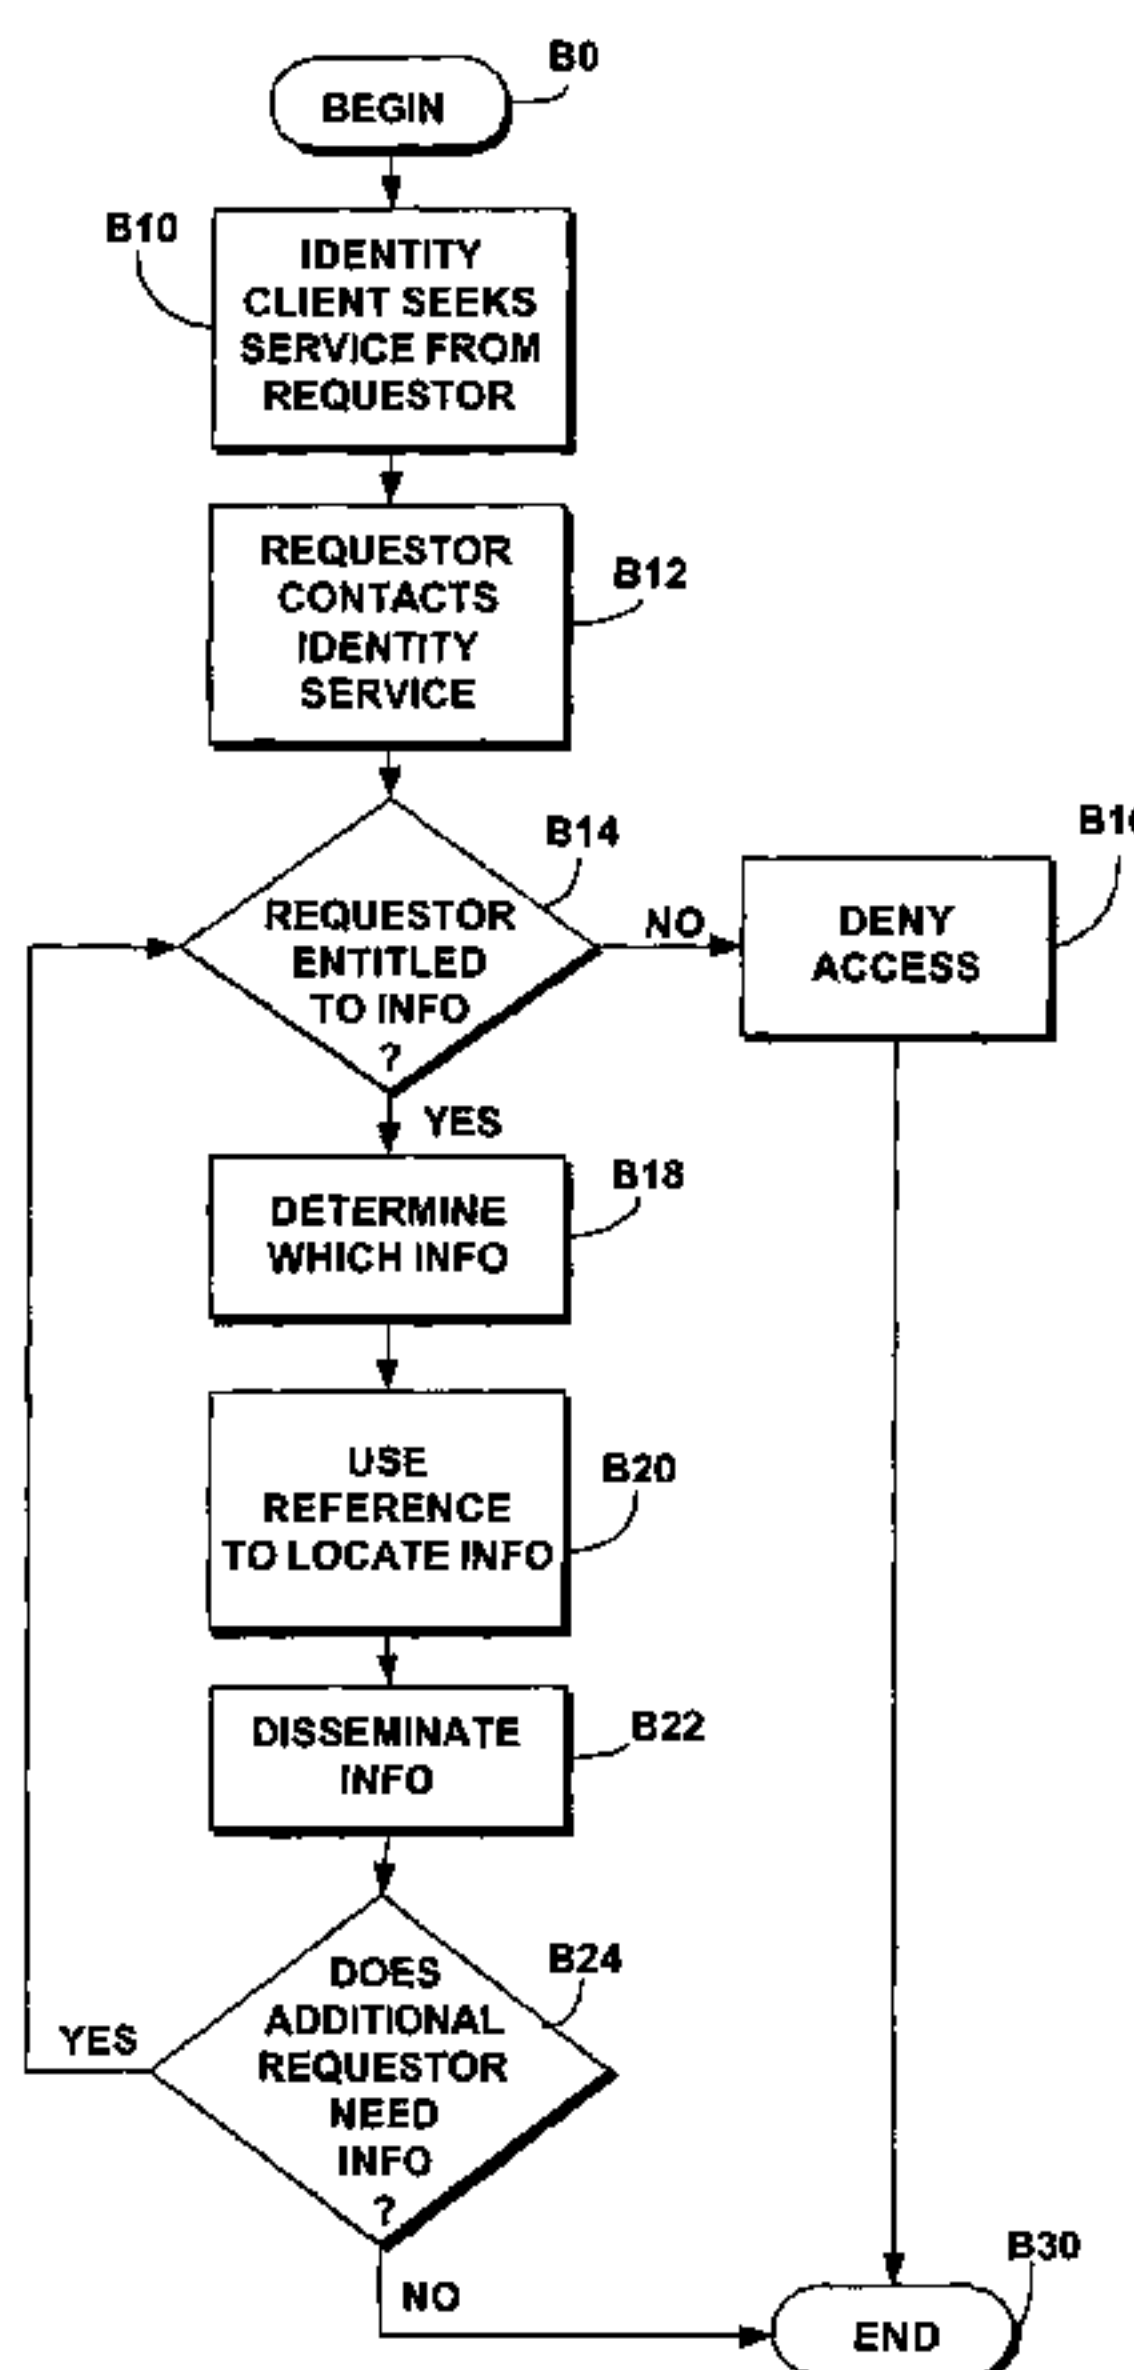 B0
BEGIN
B10
IDENTITY
CLIENT SEEKS
SERVICE FROM
REQUESTOR
REQUESTOR
CONTACTS
IDENTITY
SERVICE
B12
B14
REQUESTOR
ENTITLED
TO INFO
?
NO
DENY
ACCESS
YES
B18
DETERMINE
WHICH INFO
USE
REFERENCE
TO LOCATE INFO
B20
DISSEMINATE
INFO
B22
B24
DOES
ADDITIONAL
REQUESTOR
NEED
INFO
?
YES
NO
B30
END